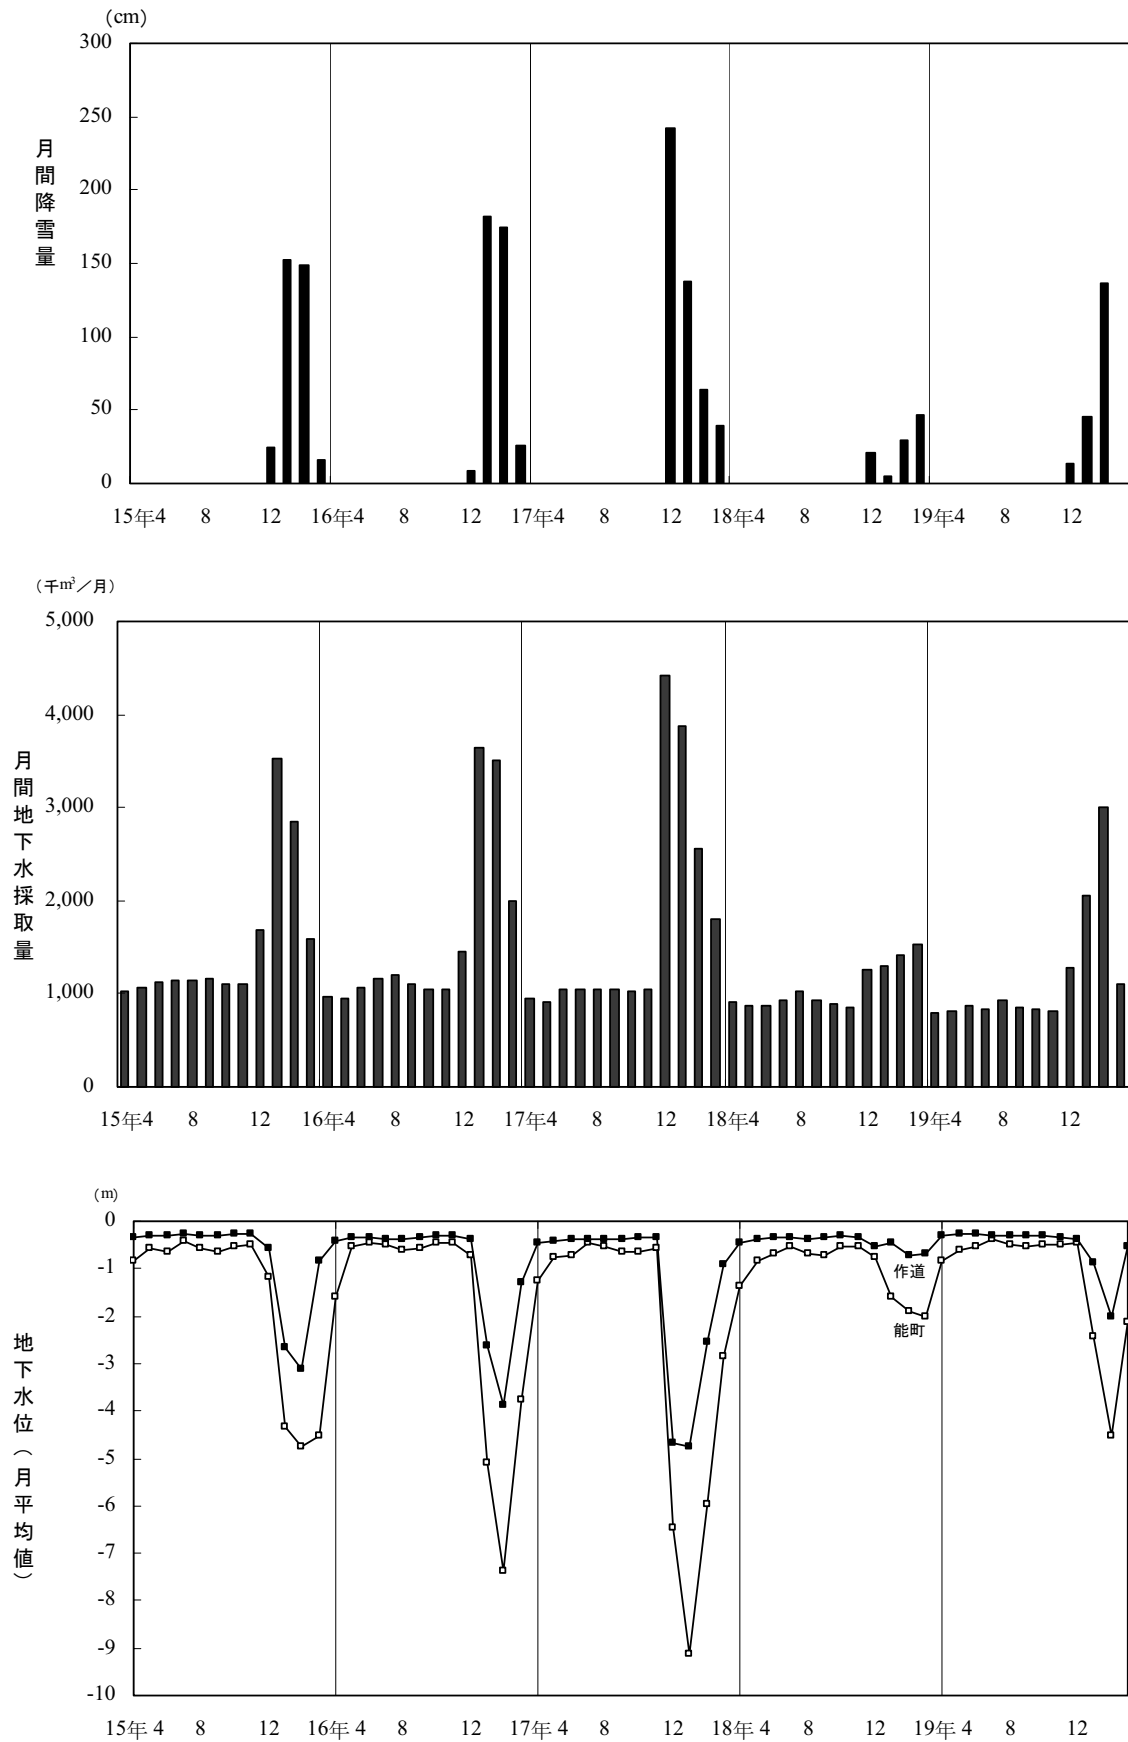 (cm)
300
250
200
150
100
50
0
月間降雪量
15年4 8 12 16年4 8 12 17年4 8 12 18年4 8 12 19年4 8 12
(千m³/月)
5,000
4,000
3,000
2,000
1,000
0
月間地下水採取量
15年4 8 12 16年4 8 12 17年4 8 12 18年4 8 12 19年4 8 12
(m)
0
-1
-2
-3
-4
-5
-6
-7
-8
-9
-10
地下水位(月平均値)
作道
能町
15年 4 8 12 16年 4 8 12 17年 4 8 12 18年 4 8 12 19年 4 8 12